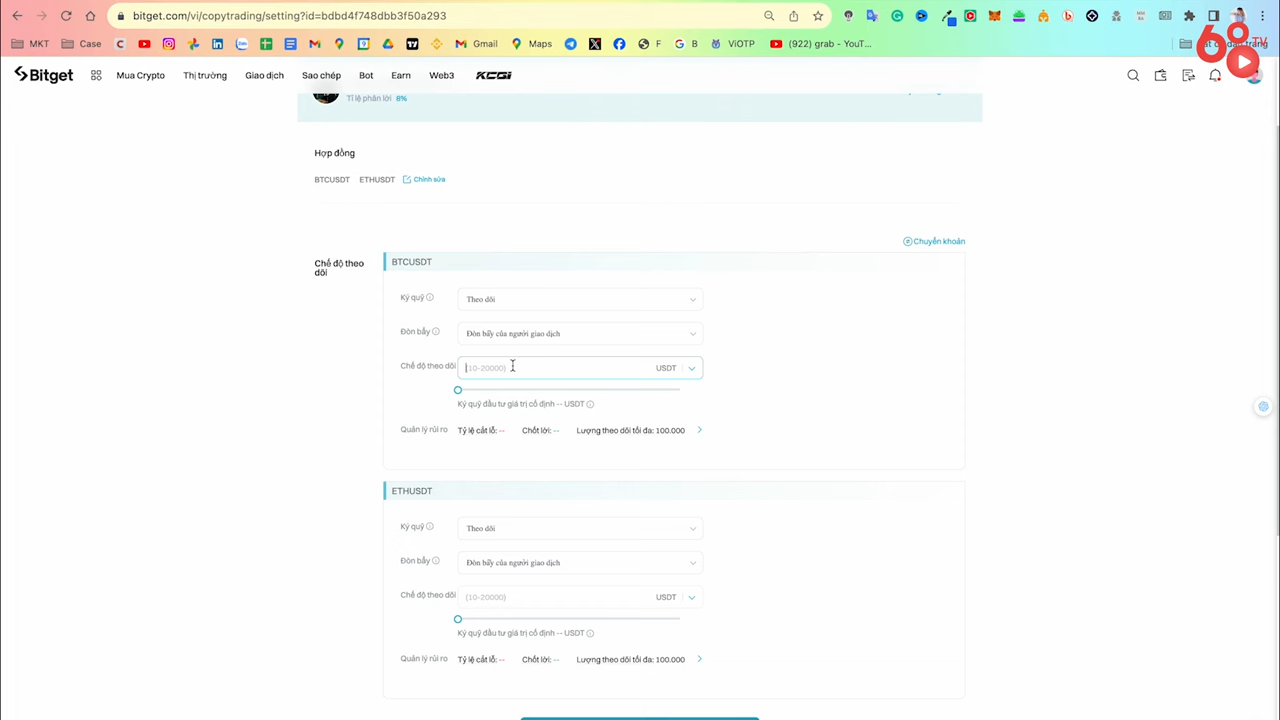 bitget.com/vi/copytrading/setting?id=bdbd4f748dbb3f50a293
MKT Case Gmail Maps F B ViOTP (922) grab - YouT...
68 TV
Bitget Mua Crypto Thị trường Giao dịch Sao chép Bot Earn Web3 KCGI
Tỉ lệ phân lời 8%
Hợp đồng
BTCUSDT ETHUSDT Chỉnh sửa
Chuyển khoản
Chế độ theo dõi
BTCUSDT
Ký quỹ Theo dõi
Đòn bẩy Đòn bẩy của người giao dịch
Chế độ theo dõi (10-20000) USDT
Ký quỹ đầu tư giá trị cố định -- USDT
Quản lý rủi ro Tỷ lệ cắt lỗ: -- Chốt lời: -- Lượng theo dõi tối đa: 100.000
ETHUSDT
Ký quỹ Theo dõi
Đòn bẩy Đòn bẩy của người giao dịch
Chế độ theo dõi (10-20000) USDT
Ký quỹ đầu tư giá trị cố định -- USDT
Quản lý rủi ro Tỷ lệ cắt lỗ: -- Chốt lời: -- Lượng theo dõi tối đa: 100.000